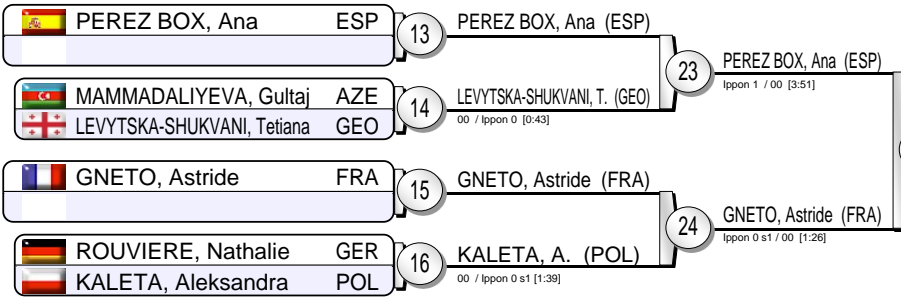 PEREZ BOX, Ana ESP
13
PEREZ BOX, Ana (ESP)
23
PEREZ BOX, Ana (ESP)
Ippon 1 / 00 [3:51]
MAMMADALIYEVA, Gultaj AZE
LEVYTSKA-SHUKVANI, Tetiana GEO
14
LEVYTSKA-SHUKVANI, T. (GEO)
00 / Ippon 0 [0:43]
GNETO, Astride FRA
15
GNETO, Astride (FRA)
24
GNETO, Astride (FRA)
Ippon 0 s1 / 00 [1:26]
ROUVIERE, Nathalie GER
KALETA, Aleksandra POL
16
KALETA, A. (POL)
00 / Ippon 0 s1 [1:39]